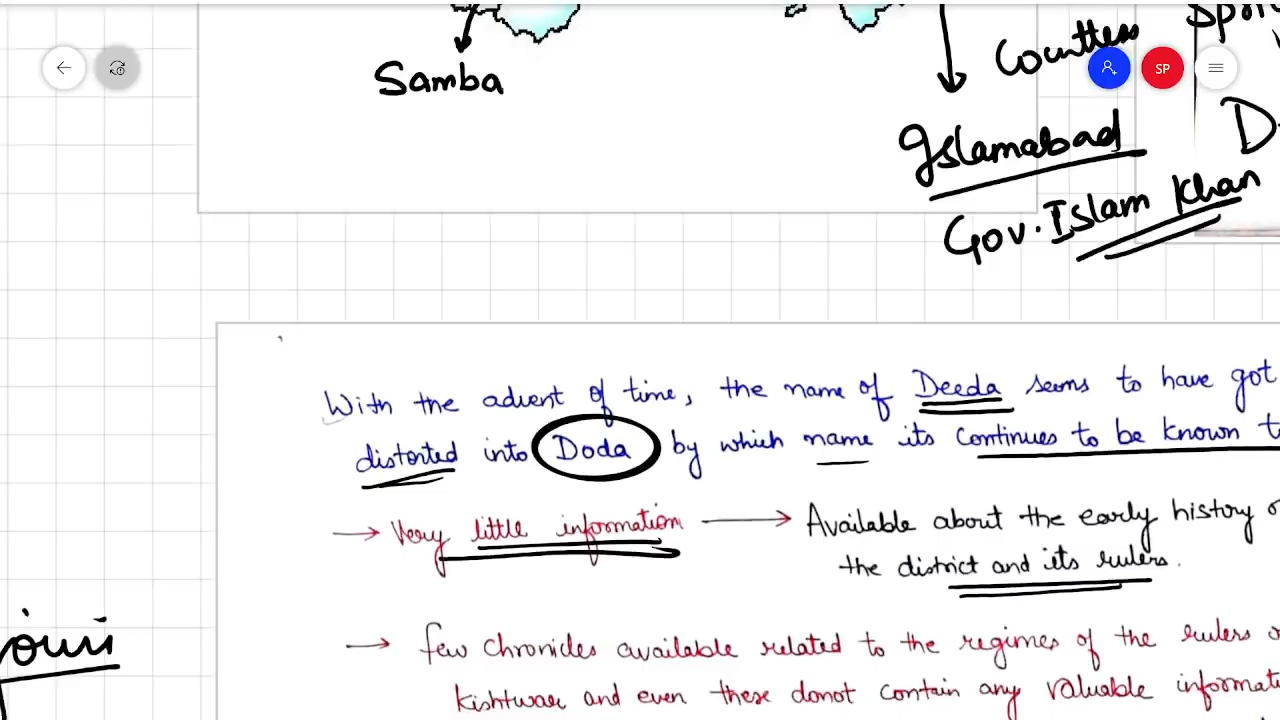 Countless
Samba
SP
Islamabad
Gov. Islam Khan
With the advent of time, the name of Deeda seems to have got
distorted into Doda by which name its continues to be known t
→ Very little information → Available about the early history o
the district and its rulers.
→ few chronicles available related to the regimes of the rulers o
kishtwar and even these donot contain any valuable informati
jouri